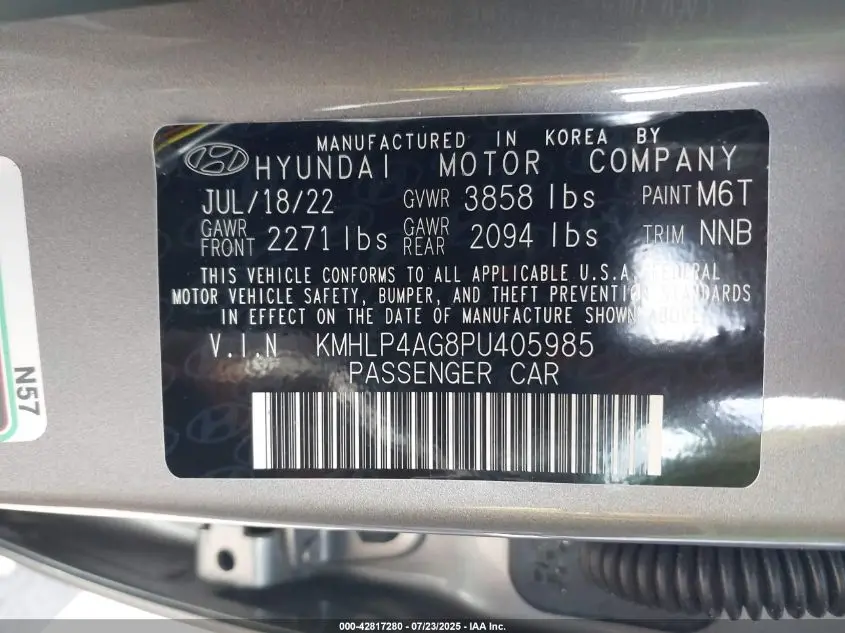 MANUFACTURED IN KOREA BY
HYUNDAI MOTOR COMPANY
JUL/18/22 GVWR 3858 lbs PAINT M6T
GAWR FRONT 2271 lbs GAWR REAR 2094 lbs TRIM NNB
THIS VEHICLE CONFORMS TO ALL APPLICABLE U.S.A. FEDERAL
MOTOR VEHICLE SAFETY, BUMPER, AND THEFT PREVENTION STANDARDS
IN EFFECT ON THE DATE OF MANUFACTURE SHOWN ABOVE
V.I.N KMHLP4AG8PU405985
PASSENGER CAR
N57
000-42817280 - 07/23/2025 - IAA Inc.